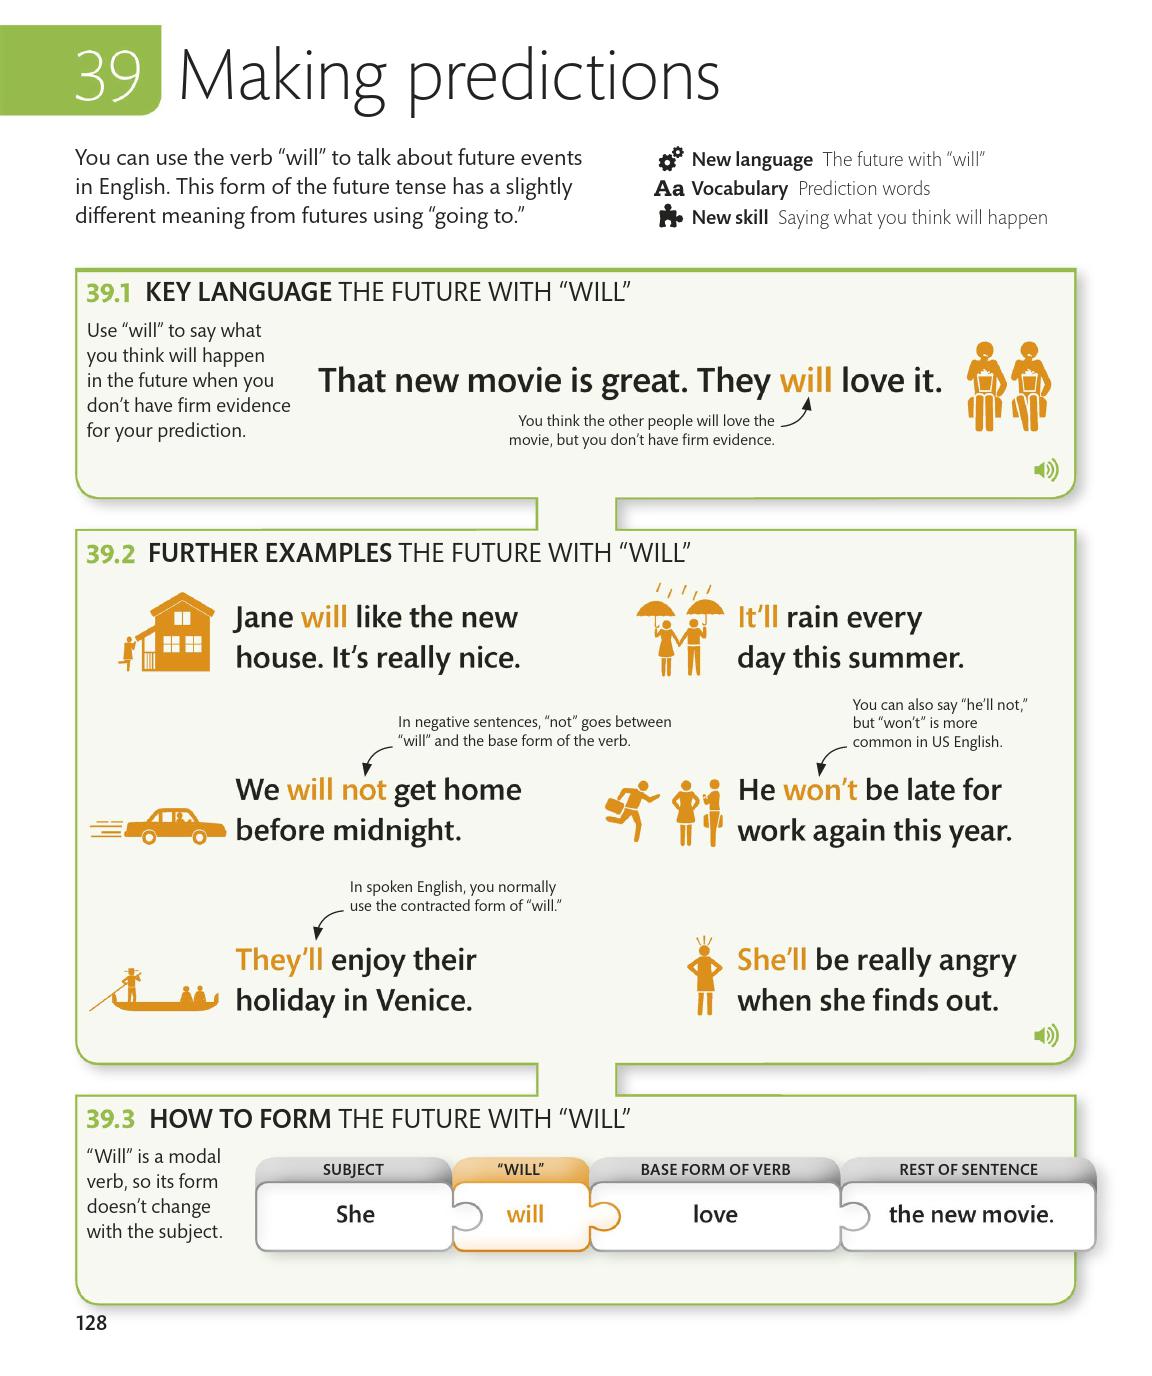 39 Making predictions
You can use the verb “will” to talk about future events
in English. This form of the future tense has a slightly
different meaning from futures using “going to.”
New language The future with “will”
Aa Vocabulary Prediction words
New skill Saying what you think will happen
39.1 KEY LANGUAGE THE FUTURE WITH “WILL”
Use “will” to say what
you think will happen
in the future when you
don’t have firm evidence
for your prediction.
That new movie is great. They will love it.
You think the other people will love the
movie, but you don’t have firm evidence.
39.2 FURTHER EXAMPLES THE FUTURE WITH “WILL”
Jane will like the new
house. It’s really nice.
It’ll rain every
day this summer.
In negative sentences, “not” goes between
“will” and the base form of the verb.
We will not get home
before midnight.
You can also say “he’ll not,”
but “won’t” is more
common in US English.
He won’t be late for
work again this year.
In spoken English, you normally
use the contracted form of “will.”
They’ll enjoy their
holiday in Venice.
She’ll be really angry
when she finds out.
39.3 HOW TO FORM THE FUTURE WITH “WILL”
“Will” is a modal
verb, so its form
doesn’t change
with the subject.
SUBJECT “WILL” BASE FORM OF VERB REST OF SENTENCE
She will love the new movie.
128